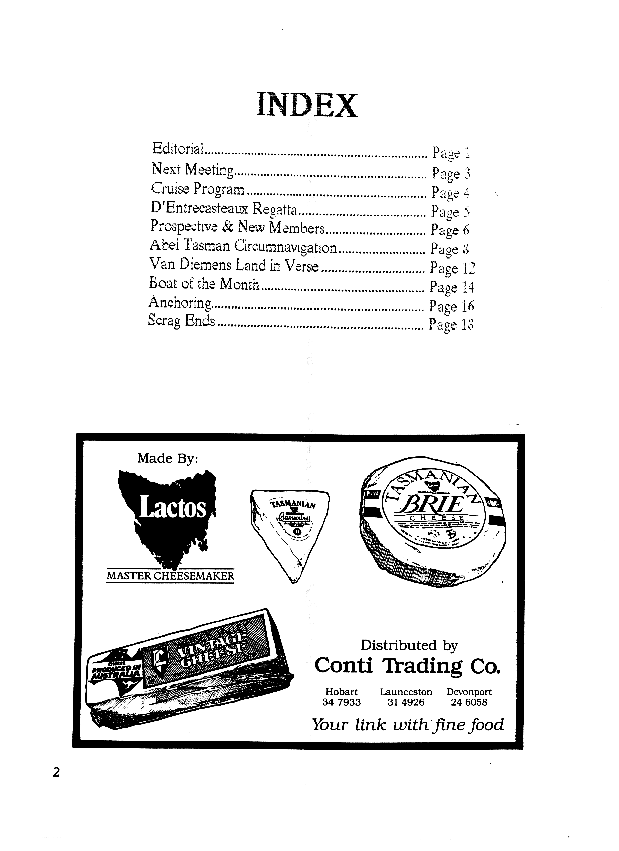 INDEX
Editorial........................................ Page 1
Next Meeting........................................ Page 3
Cruise Program........................................ Page 4
D'Entrecasteaux Regatta........................................ Page 5
Prospective & New Members........................................ Page 6
Abel Tasman Circumnavigation........................................ Page 8
Van Diemens Land in Verse........................................ Page 12
Boat of the Month........................................ Page 14
Anchoring........................................ Page 16
Scrag Ends........................................ Page 18
Made By:
Lactos
MASTER CHEESEMAKER
TASMANIAN
TASMANIAN
BRIE
CHEESE
PRODUCED IN
AUSTRALIA
VINTAGE
CHEESE
Distributed by
Conti Trading Co.
Hobart Launceston Devonport
34 7933 31 4926 24 6058
Your link with fine food
2